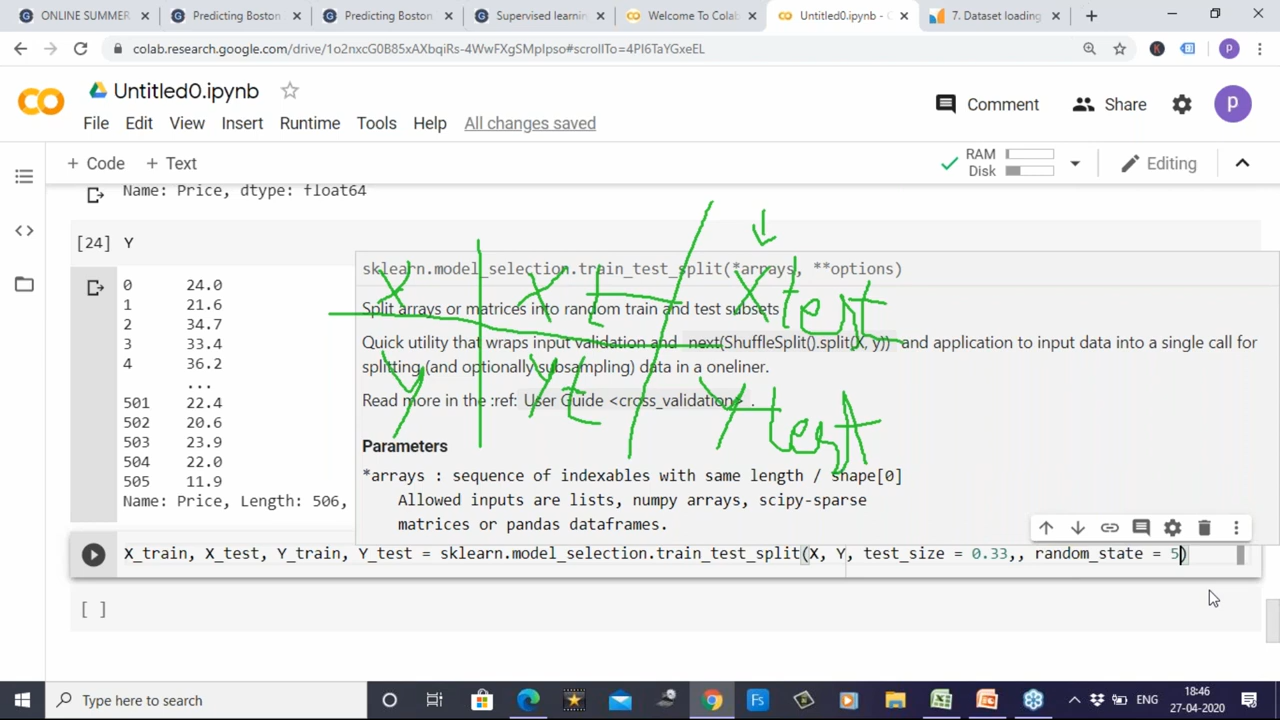 ONLINE SUMMER
Predicting Boston
Predicting Boston
Supervised learnin
Welcome To Colab
Untitled0.ipynb - C
7. Dataset loading
colab.research.google.com/drive/1o2nxcG0B85xAXbqiRs-4WwFXgSMpIpso#scrollTo=4PI6TaYGxeEL
Untitled0.ipynb
Comment
Share
P
File Edit View Insert Runtime Tools Help All changes saved
+ Code + Text
RAM
Disk
Editing
Name: Price, dtype: float64
[24] Y
0 24.0
1 21.6
2 34.7
3 33.4
4 36.2
...
501 22.4
502 20.6
503 23.9
504 22.0
505 11.9
Name: Price, Length: 506,
sklearn.model_selection.train_test_split(*arrays, **options)
Split arrays or matrices into random train and test subsets
Quick utility that wraps input validation and next(ShuffleSplit().split(X, y)) and application to input data into a single call for
splitting (and optionally subsampling) data in a oneliner.
Read more in the :ref: User Guide <cross_validation> .
Parameters
*arrays : sequence of indexables with same length / shape[0]
Allowed inputs are lists, numpy arrays, scipy-sparse
matrices or pandas dataframes.
X Xt Xtest
Y Yt Ytest
X_train, X_test, Y_train, Y_test = sklearn.model_selection.train_test_split(X, Y, test_size = 0.33,, random_state = 5)
[ ]
Type here to search
ENG
18:46
27-04-2020